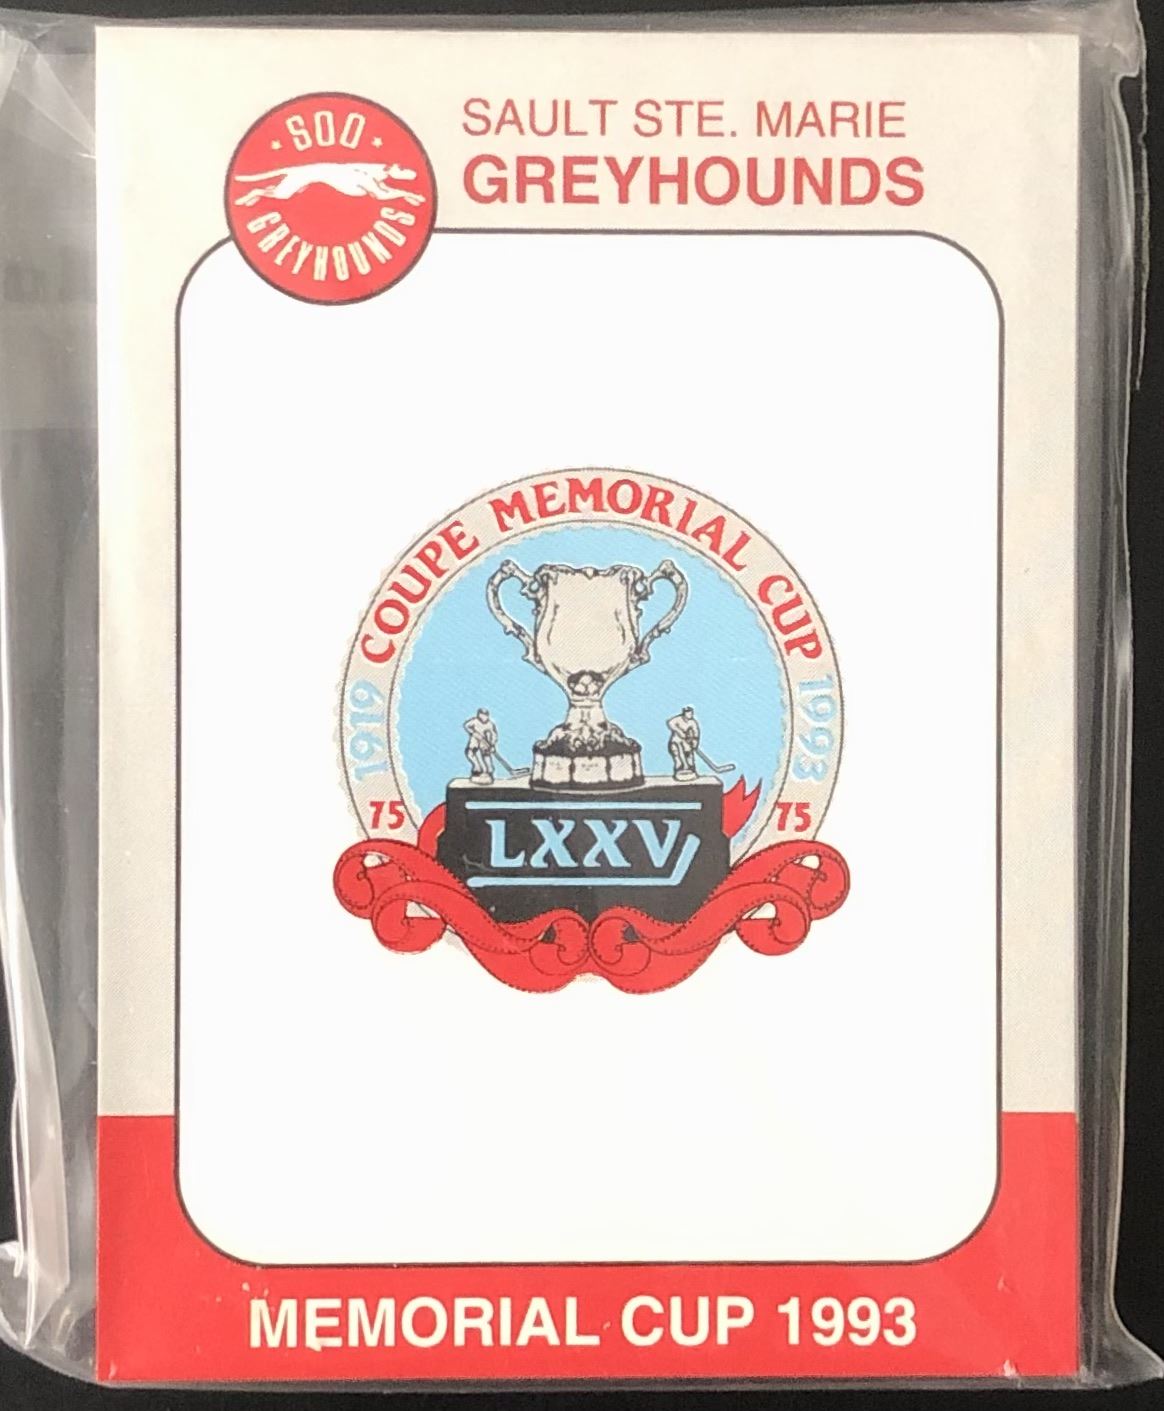 · SOO ·
GREYHOUNDS
SAULT STE. MARIE
GREYHOUNDS
COUPE MEMORIAL CUP
1919
1993
75
75
LXXV
MEMORIAL CUP 1993